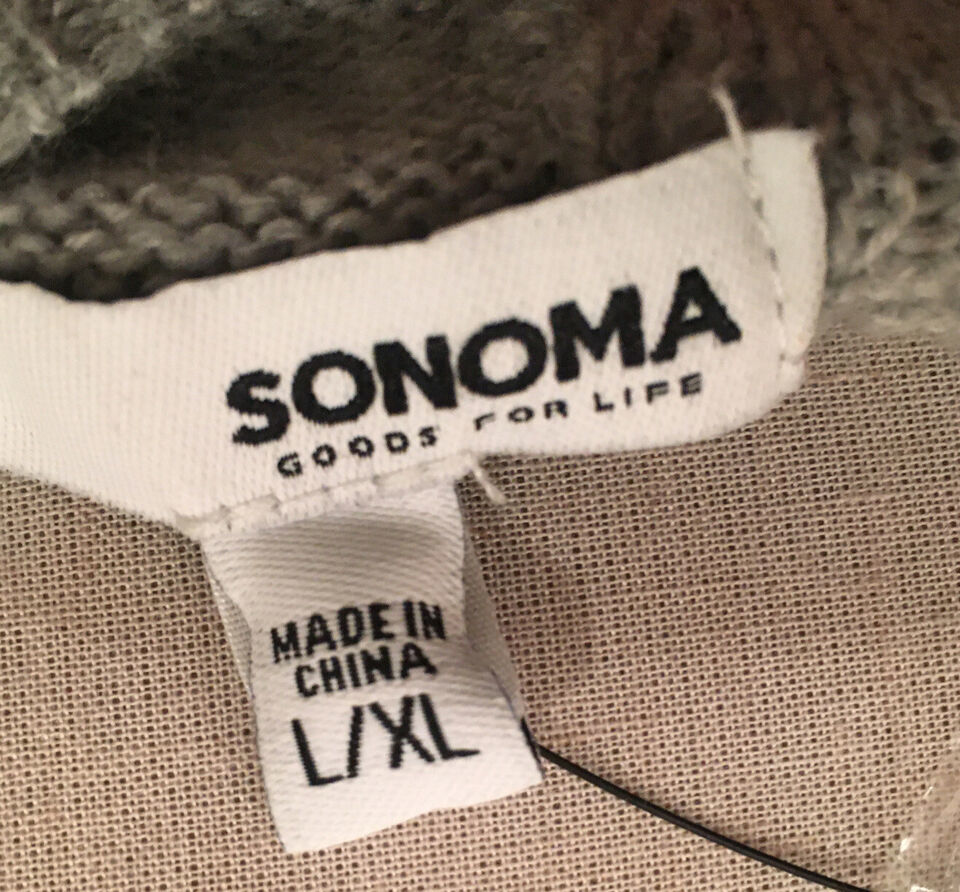 SONOMA
GOODS FOR LIFE
MADE IN
CHINA
L/XL